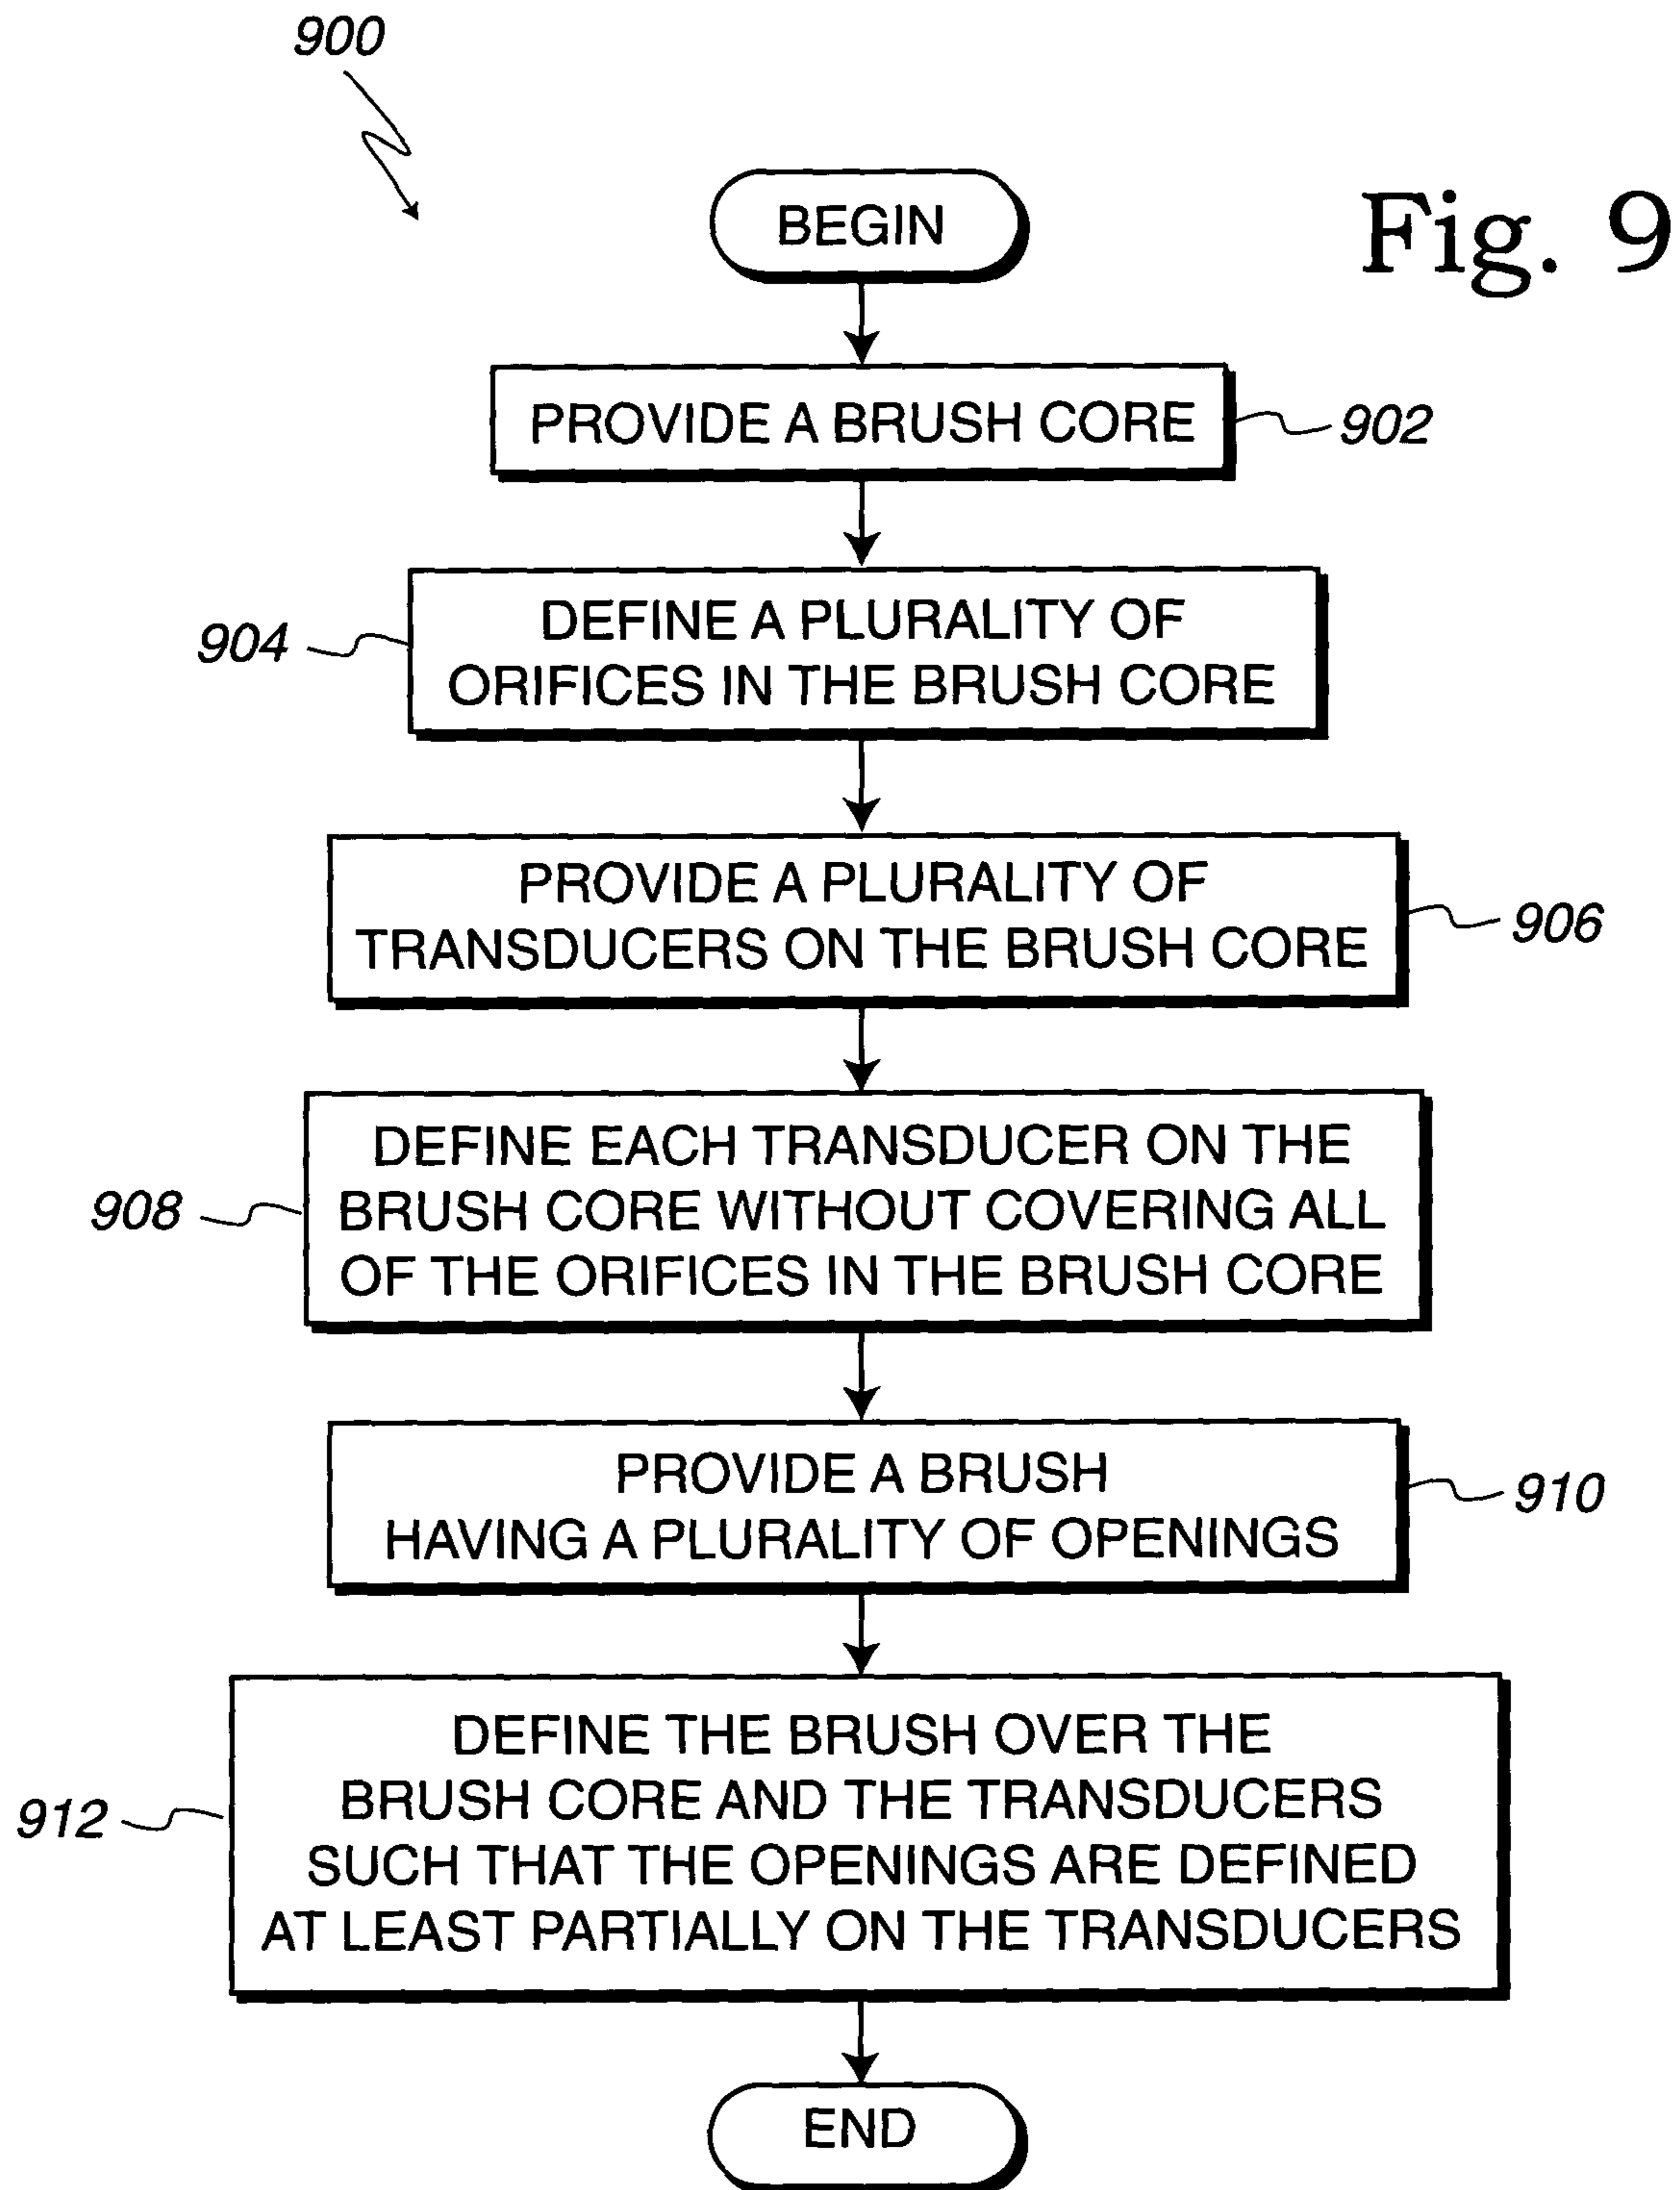 900
Fig. 9
BEGIN
PROVIDE A BRUSH CORE
902
DEFINE A PLURALITY OF
ORIFICES IN THE BRUSH CORE
904
PROVIDE A PLURALITY OF
TRANSDUCERS ON THE BRUSH CORE
906
DEFINE EACH TRANSDUCER ON THE
BRUSH CORE WITHOUT COVERING ALL
OF THE ORIFICES IN THE BRUSH CORE
908
PROVIDE A BRUSH
HAVING A PLURALITY OF OPENINGS
910
DEFINE THE BRUSH OVER THE
BRUSH CORE AND THE TRANSDUCERS
SUCH THAT THE OPENINGS ARE DEFINED
AT LEAST PARTIALLY ON THE TRANSDUCERS
912
END